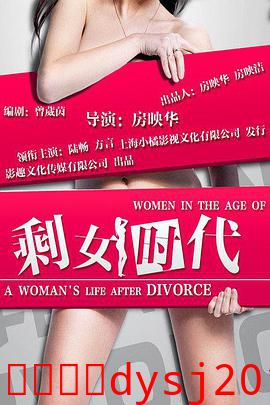 出品人：房映华 房映洁
编剧：曾葳茵
导演：房映华
领衔主演：陆畅 方言 上海小橘影视文化有限公司 发行
影趣文化传媒有限公司 出品
WOMEN IN THE AGE OF
剩女时代
A WOMAN'S LIFE AFTER DIVORCE
dysj20